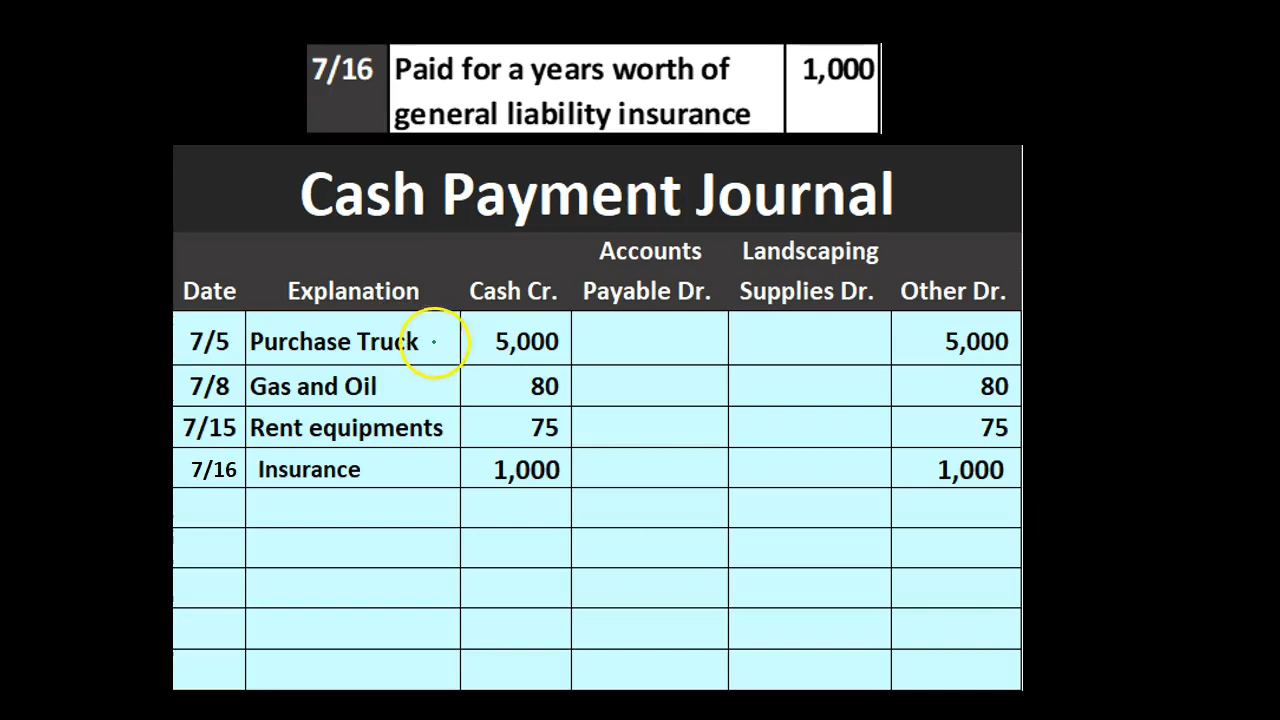 7/16 Paid for a years worth of 1,000
general liability insurance
Cash Payment Journal
Accounts Landscaping
Date Explanation Cash Cr. Payable Dr. Supplies Dr. Other Dr.
7/5 Purchase Truck 5,000 5,000
7/8 Gas and Oil 80 80
7/15 Rent equipments 75 75
7/16 Insurance 1,000 1,000